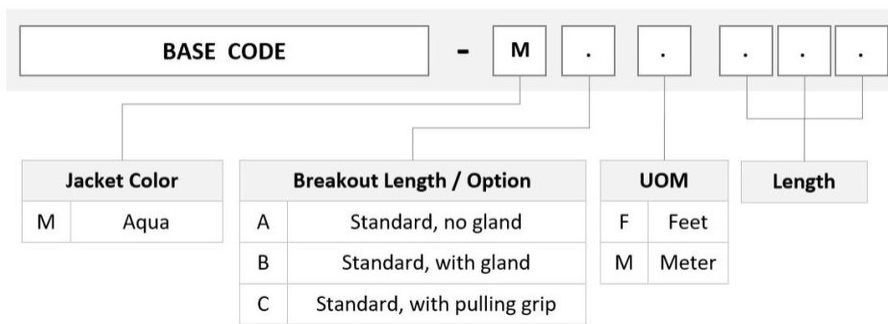 BASE CODE - M . . . . .
Jacket Color Breakout Length / Option UOM Length
M Aqua A Standard, no gland F Feet
B Standard, with gland M Meter
C Standard, with pulling grip